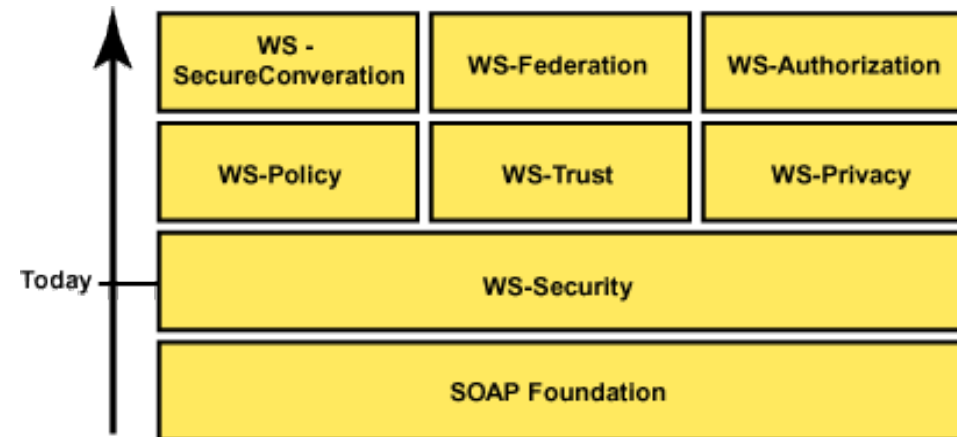 WS -
SecureConveration
WS-Federation
WS-Authorization
WS-Policy
WS-Trust
WS-Privacy
Today
WS-Security
SOAP Foundation